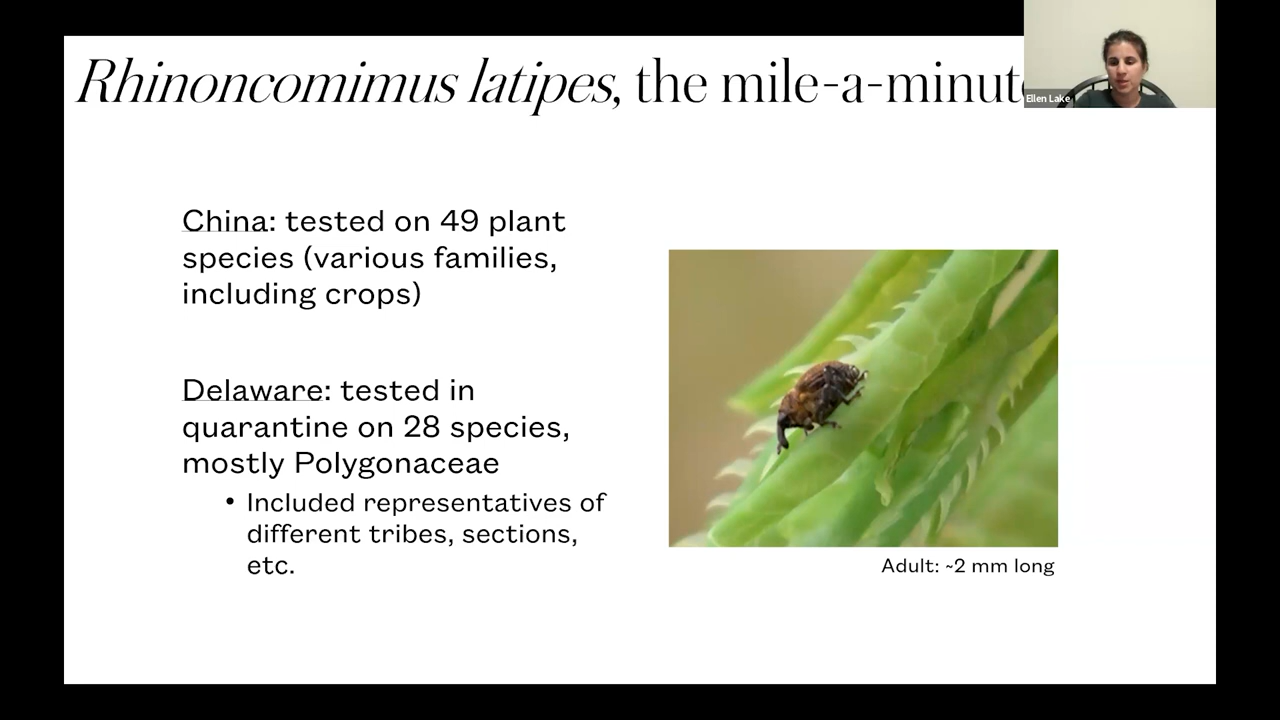 Rhinoncomimus latipes, the mile-a-minute
Ellen Lake
China: tested on 49 plant
species (various families,
including crops)
Delaware: tested in
quarantine on 28 species,
mostly Polygonaceae
• Included representatives of
different tribes, sections,
etc.
Adult: ~2 mm long